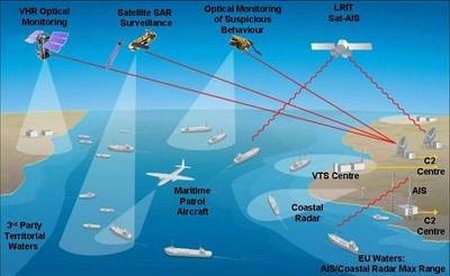 VHR Optical
Monitoring
Satellite SAR
Surveillance
Optical Monitoring
of Suspicious
Behaviour
LRIT
Sat-AIS
C2
Centre
VTS Centre
AIS
Maritime
Patrol
Aircraft
Coastal
Radar
C2
Centre
3rd Party
Territorial
Waters
EU Waters:
AIS/Coastal Radar Max Range